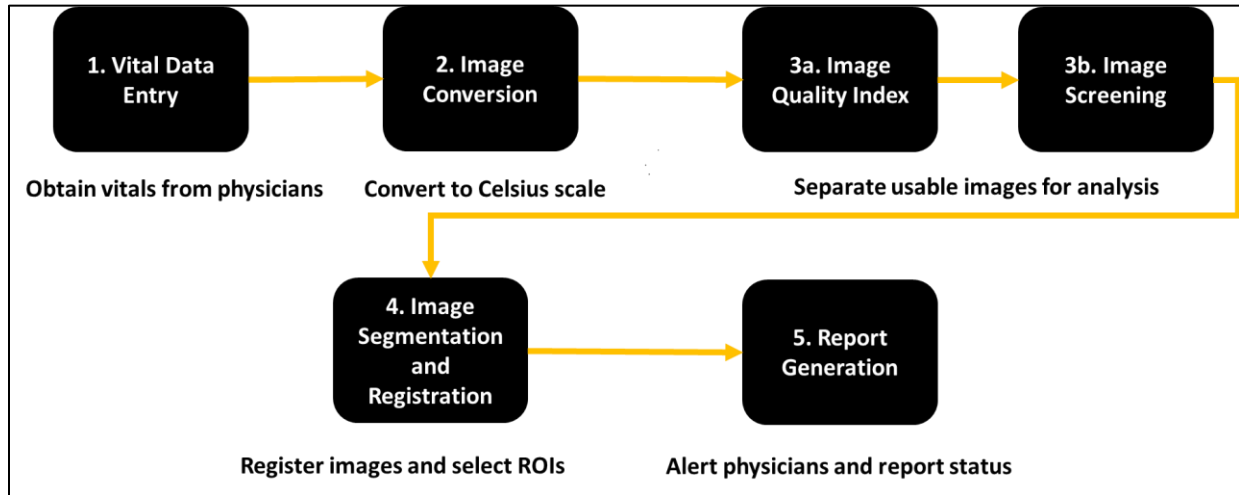 1. Vital Data
Entry
2. Image
Conversion
3a. Image
Quality Index
3b. Image
Screening
Obtain vitals from physicians
Convert to Celsius scale
Separate usable images for analysis
4. Image
Segmentation
and
Registration
5. Report
Generation
Register images and select ROIs
Alert physicians and report status